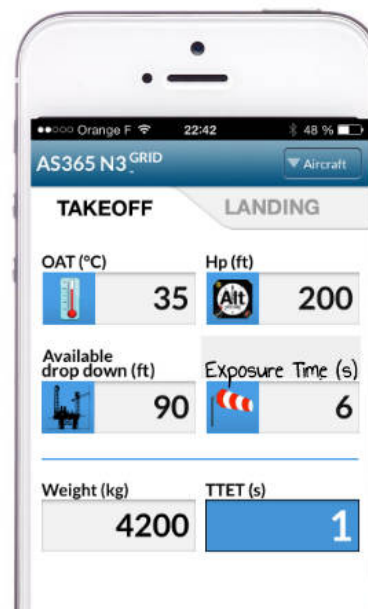 Orange F 22:42 48 %
AS365 N3 GRID
-
Aircraft
TAKEOFF LANDING
OAT (°C) Hp (ft)
35 Alt 200
Available
drop down (ft) Exposure Time (s)
90 6
Weight (kg) TTET (s)
4200 1